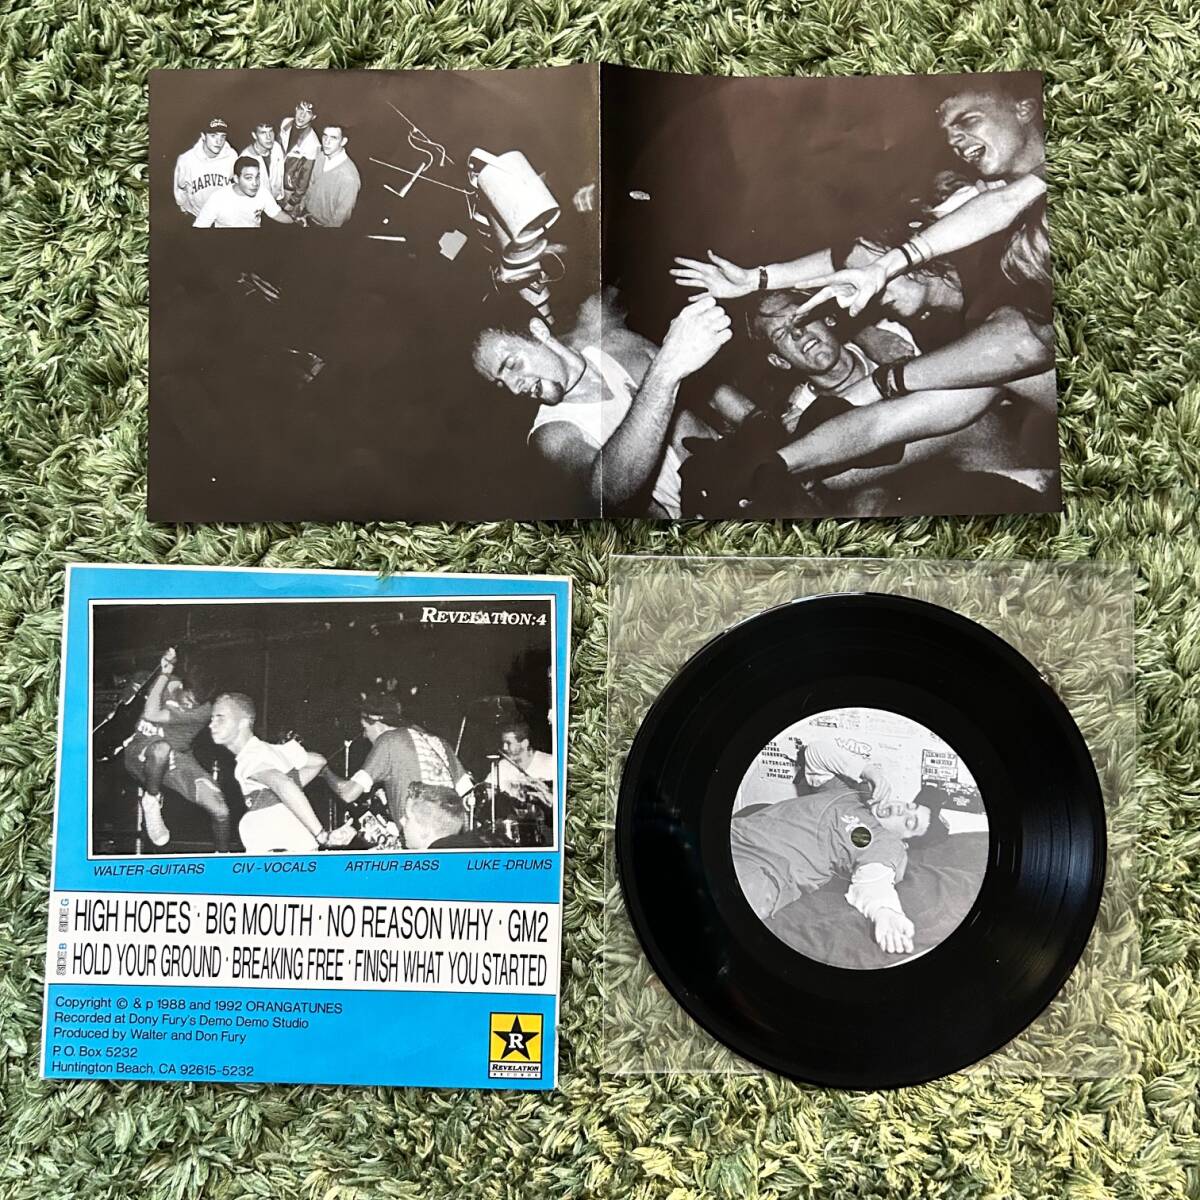 HARVEY
REVELATION:4
WALTER-GUITARS CIV-VOCALS ARTHUR-BASS LUKE-DRUMS
SIDE G HIGH HOPES · BIG MOUTH · NO REASON WHY · GM2
SIDE B HOLD YOUR GROUND · BREAKING FREE · FINISH WHAT YOU STARTED
Copyright © & p 1988 and 1992 ORANGATUNES
Recorded at Dony Fury's Demo Demo Studio
Produced by Walter and Don Fury
P.O. Box 5232
Huntington Beach, CA 92615-5232
R
REVELATION
RECORDS